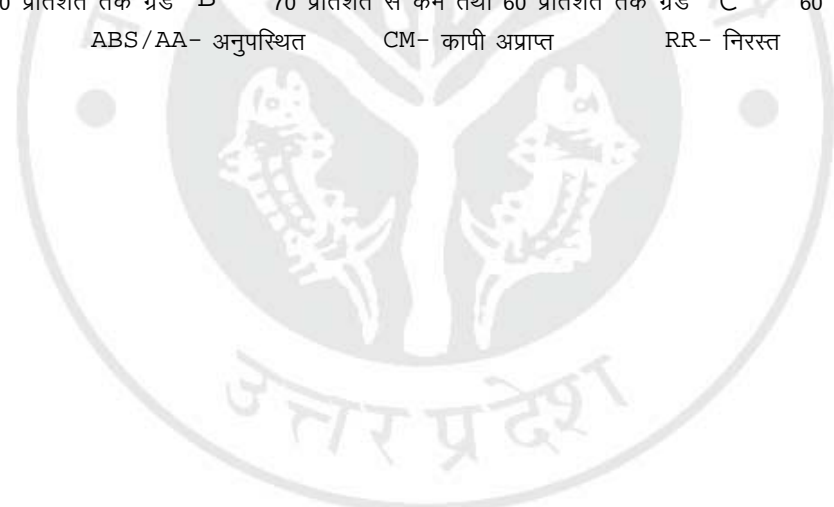 0 प्रतिशत तक ग्रेड B 70 प्रतिशत से कम तथा 60 प्रतिशत तक ग्रेड C 60
ABS/AA- अनुपस्थित CM- कापी अप्राप्त RR- निरस्त
उत्तर प्रदेश